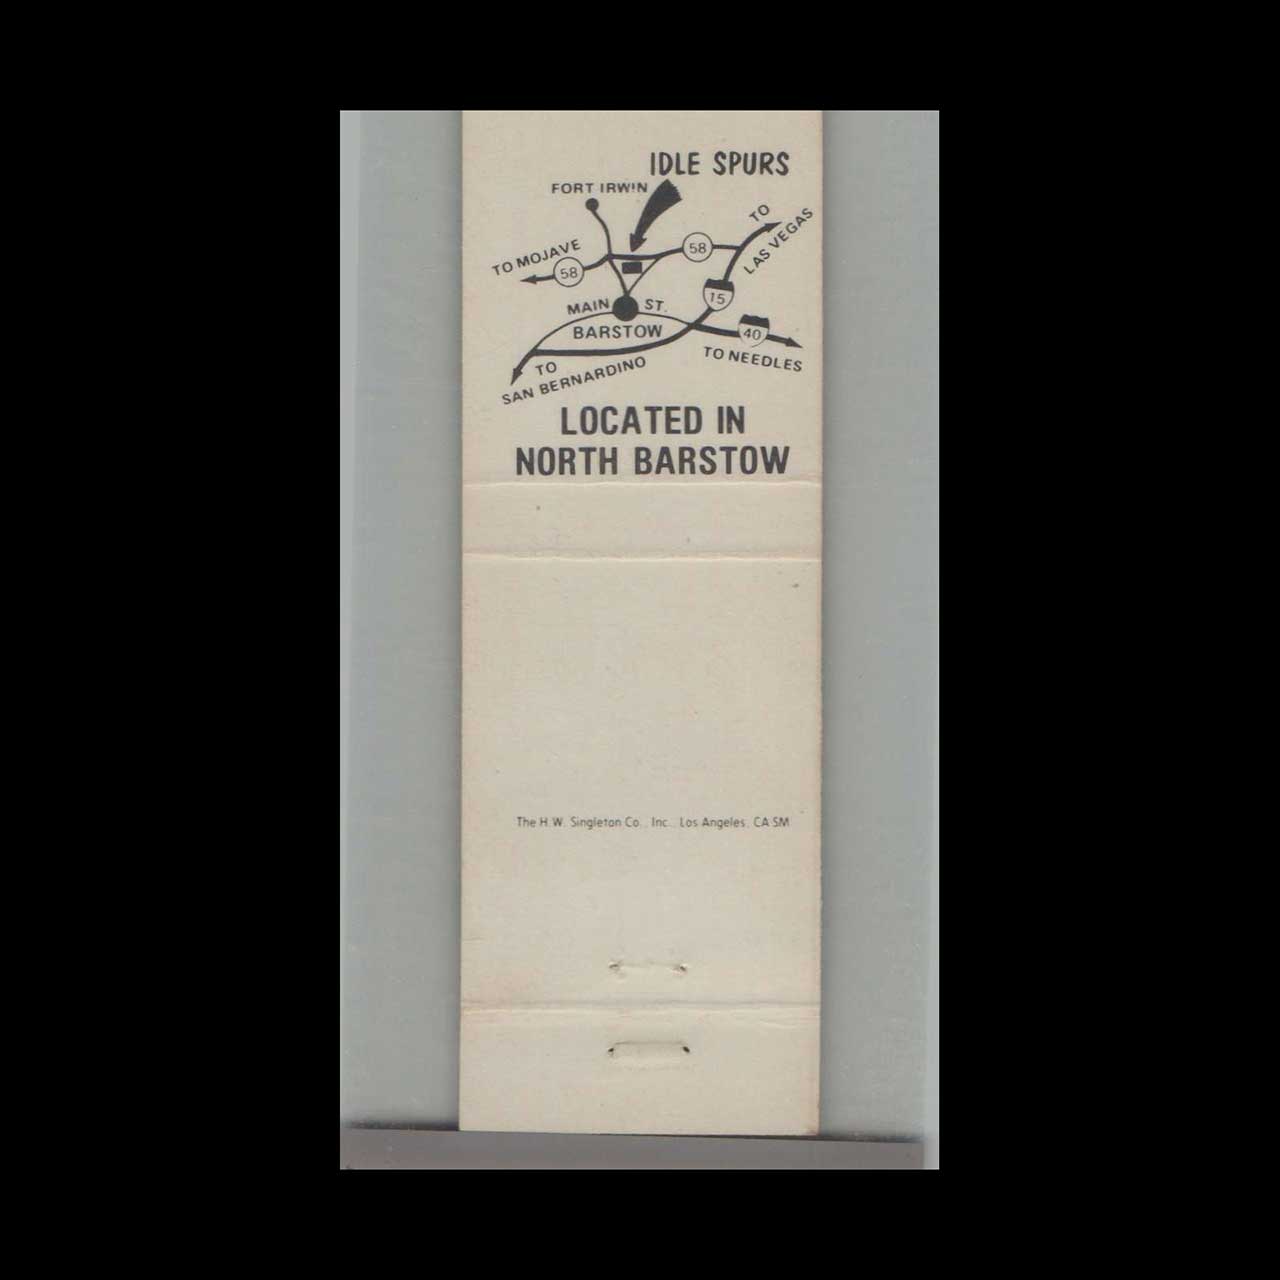 IDLE SPURS
FORT IRWIN
TO MOJAVE
58
58
TO
LAS VEGAS
15
MAIN ST.
BARSTOW
40
TO NEEDLES
TO
SAN BERNARDINO
LOCATED IN
NORTH BARSTOW
The H.W. Singleton Co., Inc., Los Angeles, CA SM